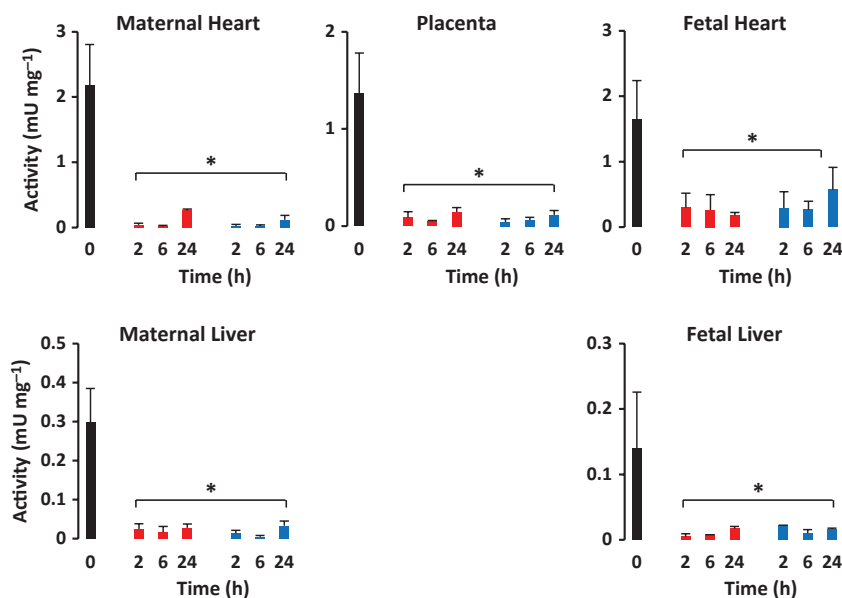 Maternal Heart
Activity (mU mg⁻¹)
3
2
1
0
*
0 2 6 24 2 6 24
Time (h)
Placenta
2
1
0
*
0 2 6 24 2 6 24
Time (h)
Fetal Heart
3
2
1
0
*
0 2 6 24 2 6 24
Time (h)
Maternal Liver
Activity (mU mg⁻¹)
0.5
0.4
0.3
0.2
0.1
0
*
0 2 6 24 2 6 24
Time (h)
Fetal Liver
0.3
0.2
0.1
0
*
0 2 6 24 2 6 24
Time (h)